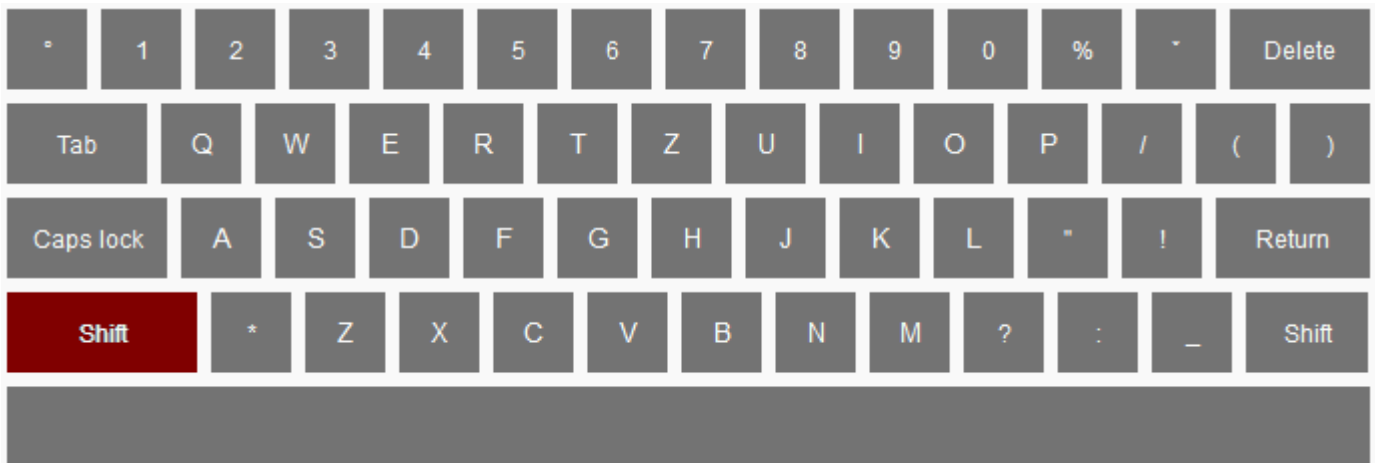 ° 1 2 3 4 5 6 7 8 9 0 % ˇ Delete
Tab Q W E R T Z U I O P / ( )
Caps lock A S D F G H J K L " ! Return
Shift * Z X C V B N M ? : _ Shift